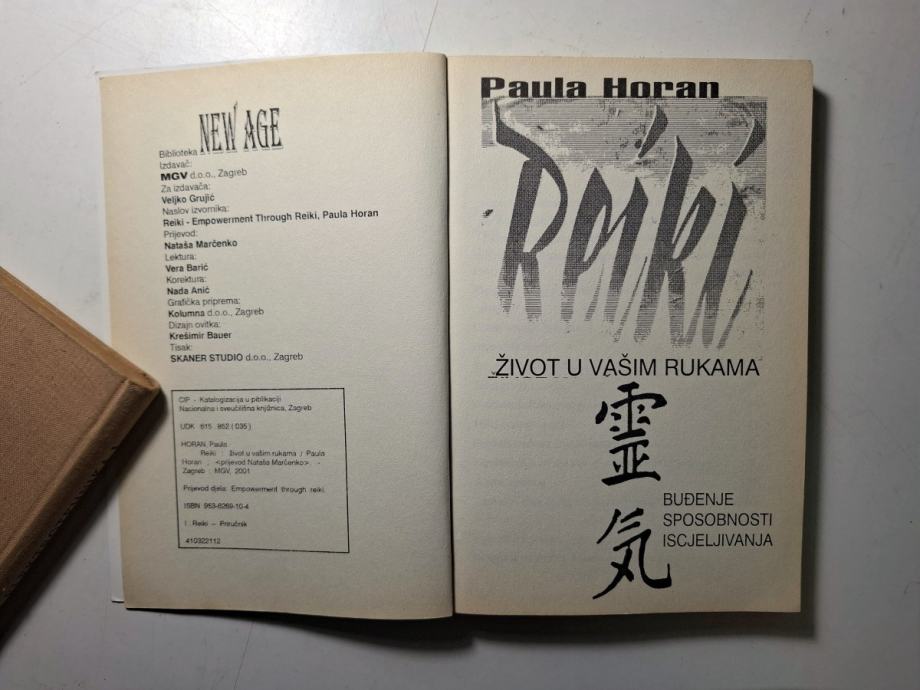 Biblioteka NEW AGE
Izdavač:
MGV d.o.o., Zagreb
Za izdavača:
Veljko Grujić
Naslov izvornika:
Reiki - Empowerment Through Reiki, Paula Horan
Prijevod:
Nataša Marčenko
Lektura:
Vera Barić
Korektura:
Nada Anić
Grafička priprema:
Kolumna d.o.o., Zagreb
Dizajn ovitka:
Krešimir Bauer
Tisak:
SKANER STUDIO d.o.o., Zagreb
CIP - Katalogizacija u piblikaciji
Nacionalna i sveučilišna knjižnica, Zagreb
UDK 615.852(035)
HORAN, Paula
Reiki : život u vašim rukama / Paula
Horan ; <prijevod Nataša Marčenko>. -
Zagreb : MGV, 2001
Prijevod djela: Empowerment through reiki.
ISBN 953-6269-10-4
I. Reiki -- Priručnik
410322112
Paula Horan
Reiki
ŽIVOT U VAŠIM RUKAMA
靈
気
BUĐENJE
SPOSOBNOSTI
ISCJELJIVANJA